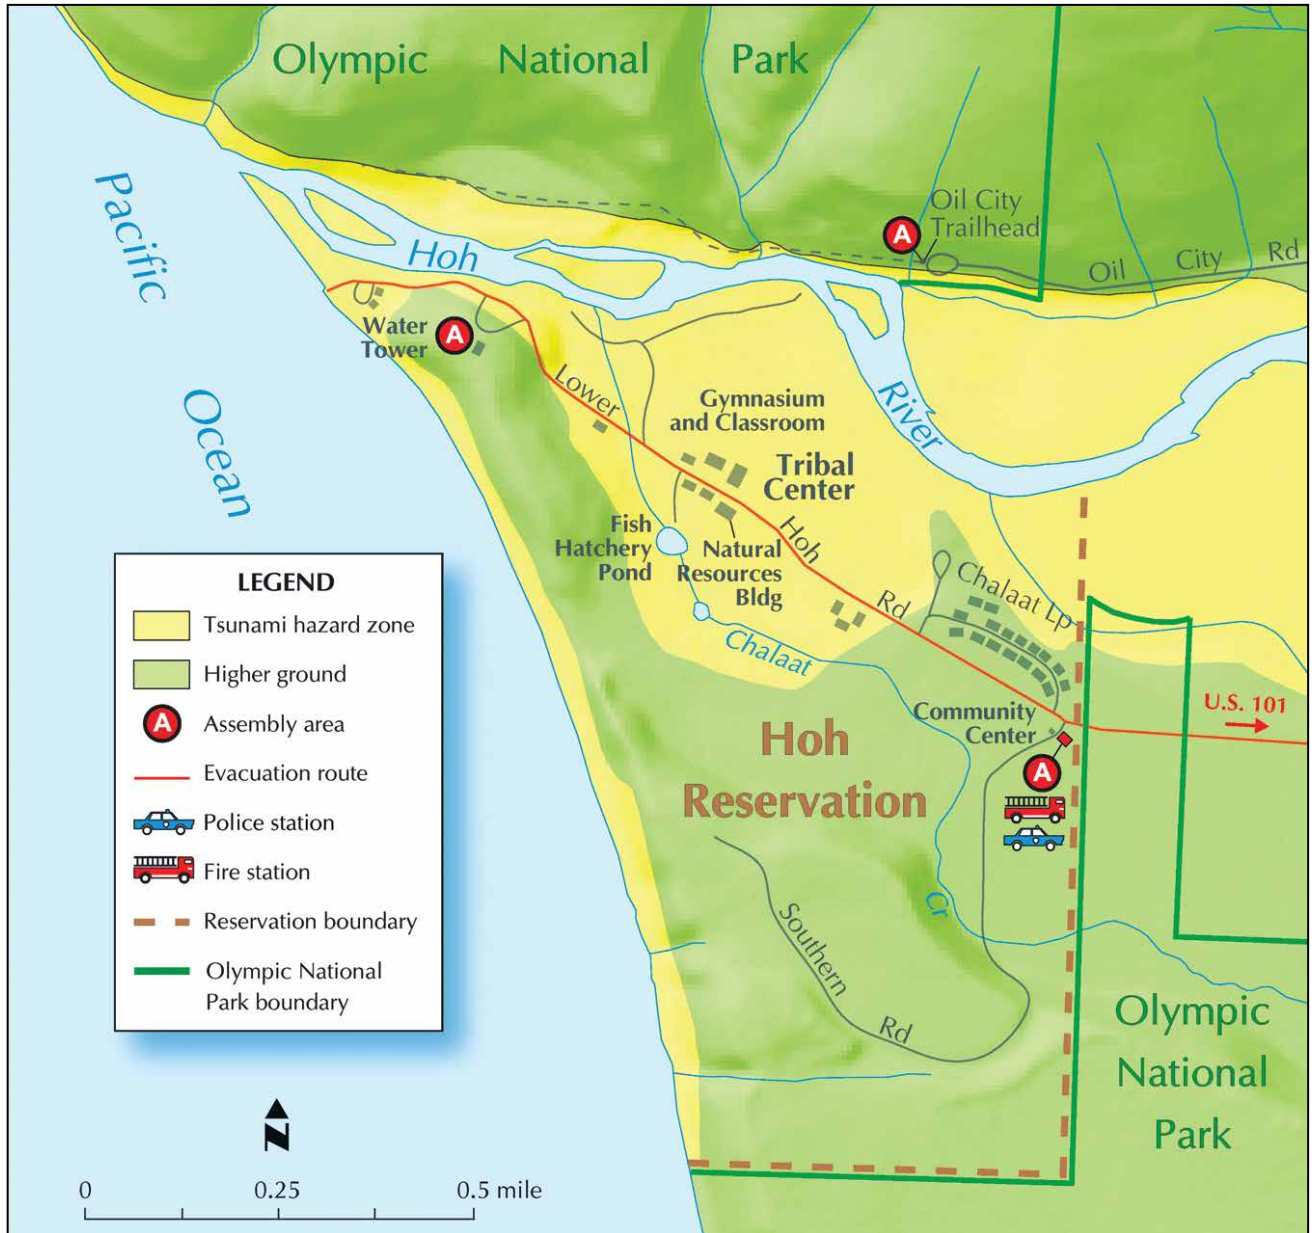 Olympic National Park
Pacific
Ocean
Hoh
River
Oil City
Trailhead
A
Oil City Rd
Water
Tower
A
Lower Hoh Rd
Gymnasium
and Classroom
Tribal
Center
Fish
Hatchery
Pond
Natural
Resources
Bldg
Chalaat Lp
Chalaat Cr
U.S. 101
Community
Center
A
Hoh
Reservation
Southern Rd
Olympic
National
Park
LEGEND
Tsunami hazard zone
Higher ground
A Assembly area
Evacuation route
Police station
Fire station
Reservation boundary
Olympic National
Park boundary
N
0 0.25 0.5 mile